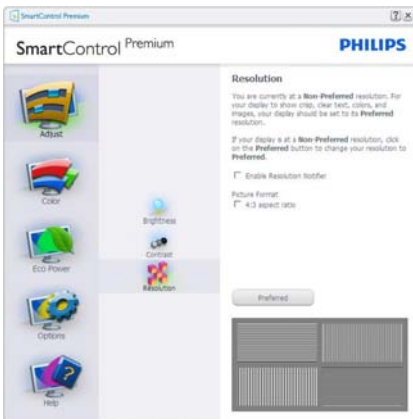 SmartControl Premium
SmartControl Premium
PHILIPS
Adjust
Color
Eco Power
Options
Help
Brightness
Contrast
Resolution
Resolution
You are currently at a Non-Preferred resolution. For
your display to show crisp, clear text, colors, and
images, your display should be set to its Preferred
resolution.
If your display is at a Non-Preferred resolution, click
on the Preferred button to change your resolution to
Preferred.
Enable Resolution Notifier
Picture Format
4:3 aspect ratio
Preferred